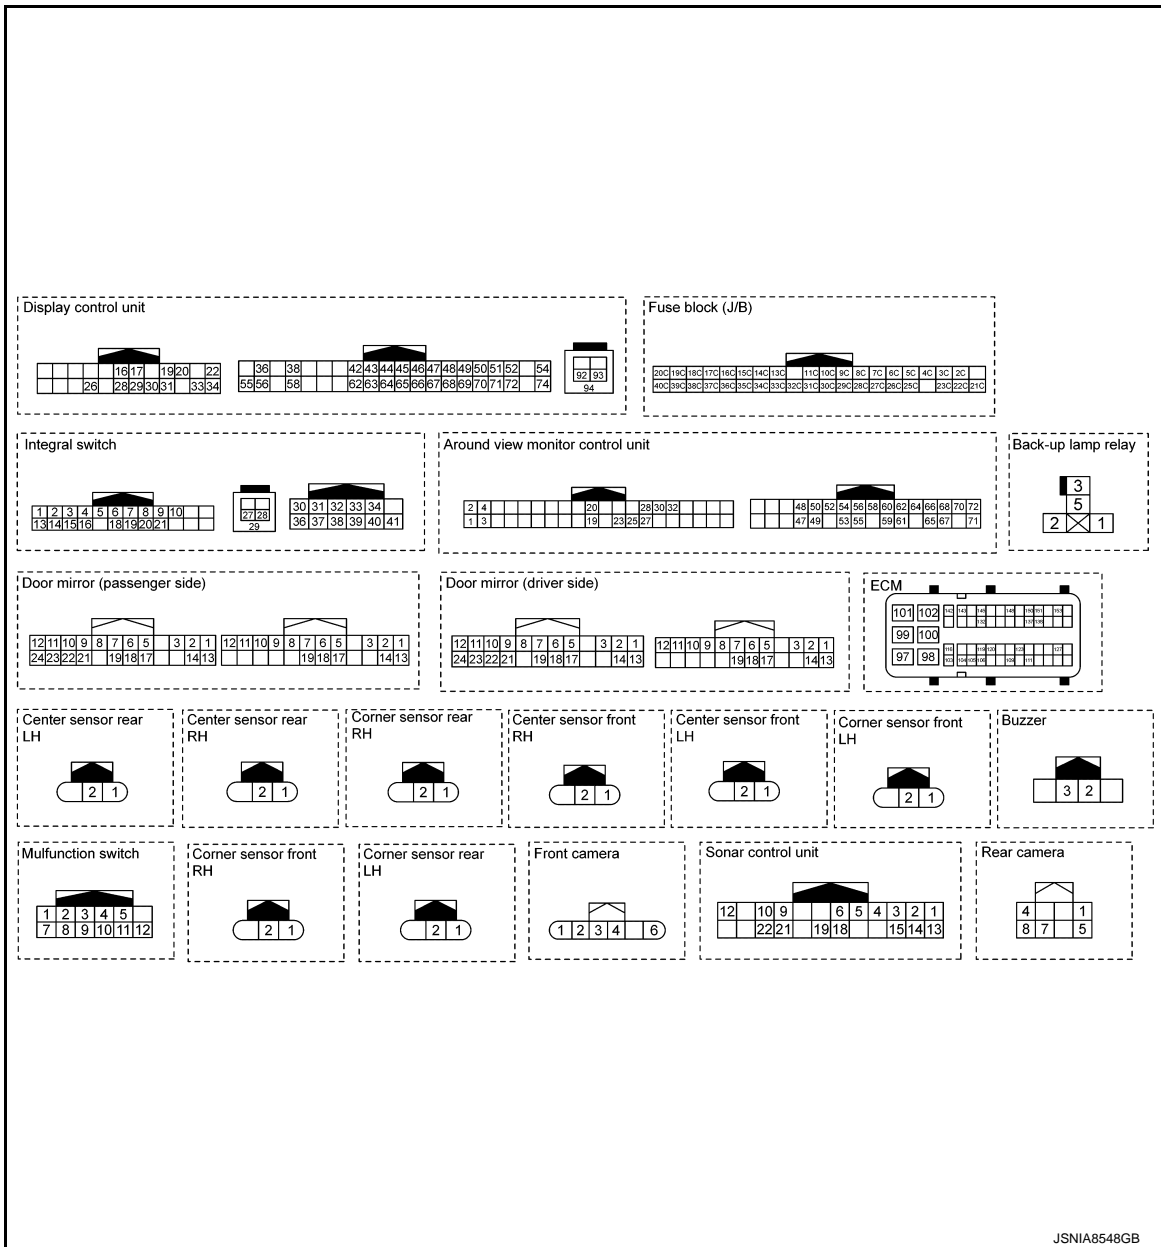 Display control unit
16 17 19 20 22
26 28 29 30 31 33 34
36 38 42 43 44 45 46 47 48 49 50 51 52 54
55 56 58 62 63 64 65 66 67 68 69 70 71 72 74
92 93
94
Fuse block (J/B)
20C 19C 18C 17C 16C 15C 14C 13C 11C 10C 9C 8C 7C 6C 5C 4C 3C 2C
40C 39C 38C 37C 36C 35C 34C 33C 32C 31C 30C 29C 28C 27C 26C 25C 23C 22C 21C
Integral switch
1 2 3 4 5 6 7 8 9 10
13 14 15 16 18 19 20 21
27 28
29
30 31 32 33 34
36 37 38 39 40 41
Around view monitor control unit
2 4 20 28 30 32
1 3 19 23 25 27
48 50 52 54 56 58 60 62 64 66 68 70 72
47 49 53 55 59 61 65 67 71
Back-up lamp relay
3
5
2 1
Door mirror (passenger side)
12 11 10 9 8 7 6 5 3 2 1
24 23 22 21 19 18 17 14 13
12 11 10 9 8 7 6 5 3 2 1
19 18 17 14 13
Door mirror (driver side)
12 11 10 9 8 7 6 5 3 2 1
24 23 22 21 19 18 17 14 13
12 11 10 9 8 7 6 5 3 2 1
19 18 17 14 13
ECM
101 102
99 100
97 98
Center sensor rear
LH
2 1
Center sensor rear
RH
2 1
Corner sensor rear
RH
2 1
Center sensor front
RH
2 1
Center sensor front
LH
2 1
Corner sensor front
LH
2 1
Buzzer
3 2
Mulfunction switch
1 2 3 4 5
7 8 9 10 11 12
Corner sensor front
RH
2 1
Corner sensor rear
LH
2 1
Front camera
1 2 3 4 6
Sonar control unit
12 10 9 6 5 4 3 2 1
22 21 19 18 15 14 13
Rear camera
4 1
8 7 5
JSNIA8548GB